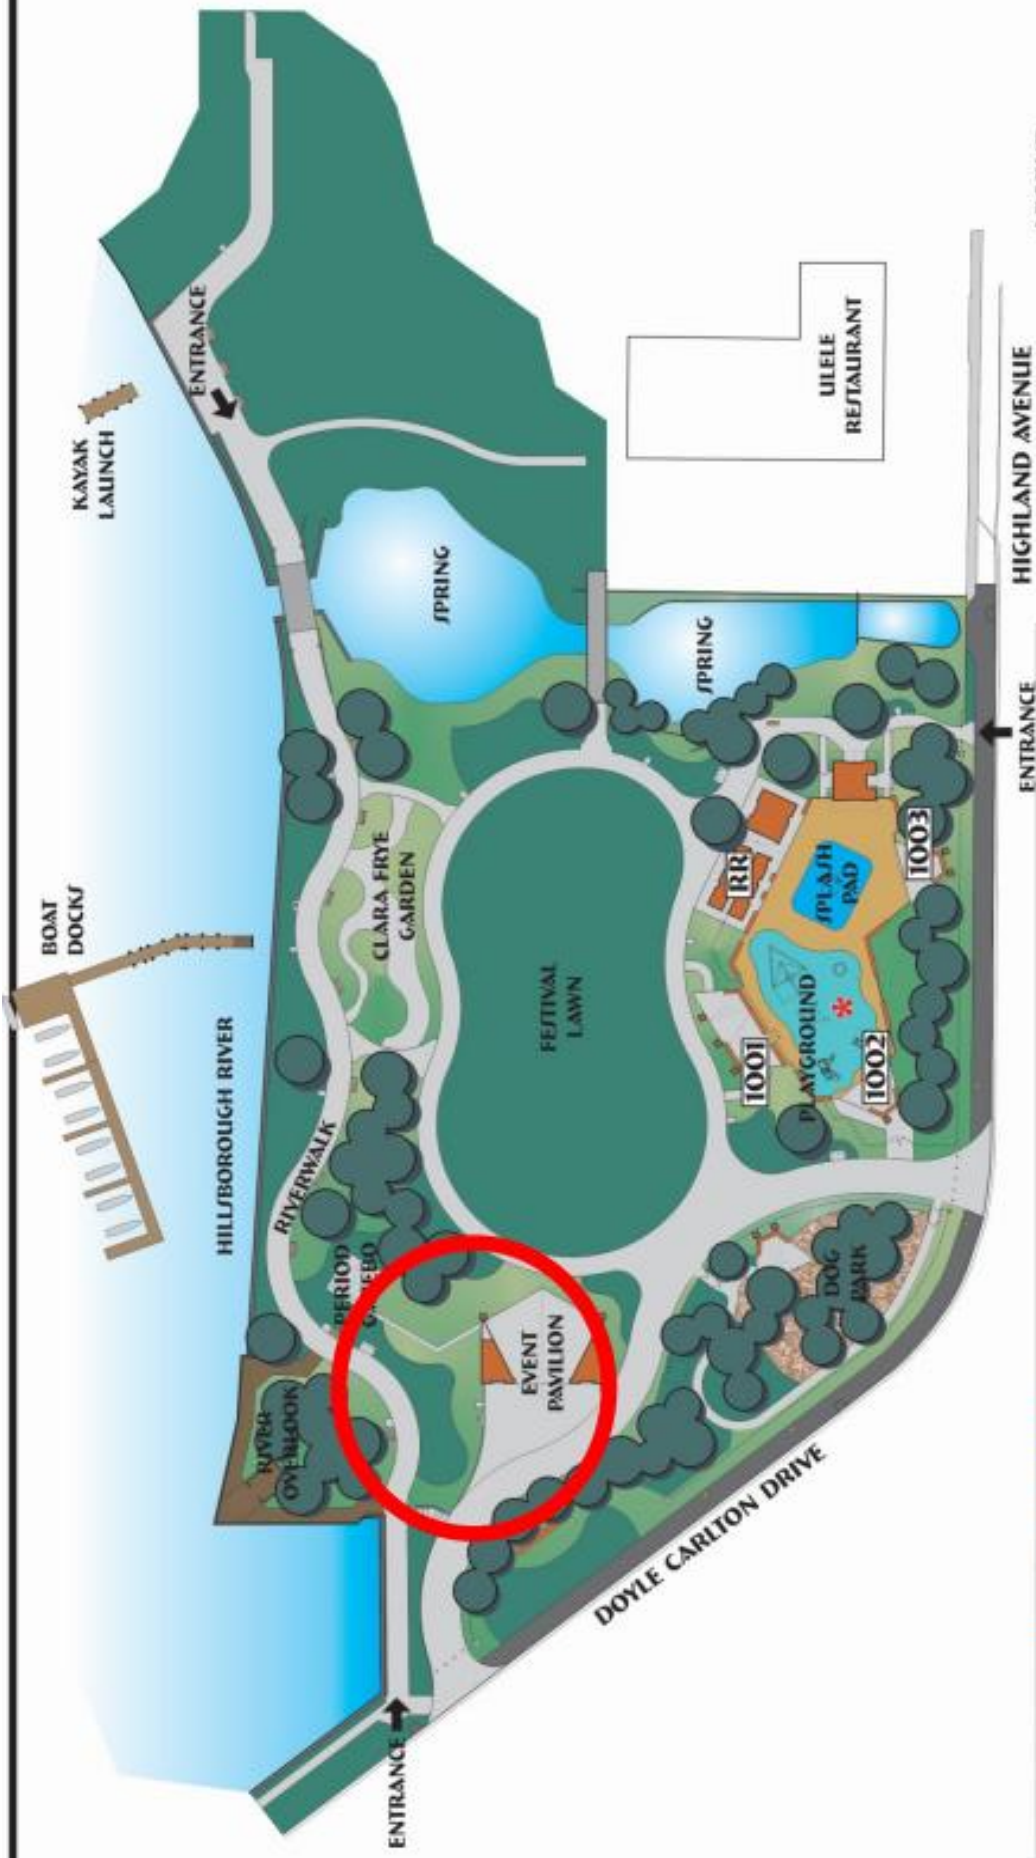 BOAT
DOCKS
KAYAK
LAUNCH
HILLSBOROUGH RIVER
ENTRANCE
RIVERWALK
RIVER
OVERLOOK
PERIOD
CLARA FRYE
GARDEN
SPRING
ENTRANCE
EVENT
PAVILION
FESTIVAL
LAWN
SPRING
ULELE
RESTAURANT
RR
1001
PLAYGROUND
SPLASH
PAD
1002
1003
DOG
PARK
DOYLE CARLTON DRIVE
ENTRANCE
HIGHLAND AVENUE